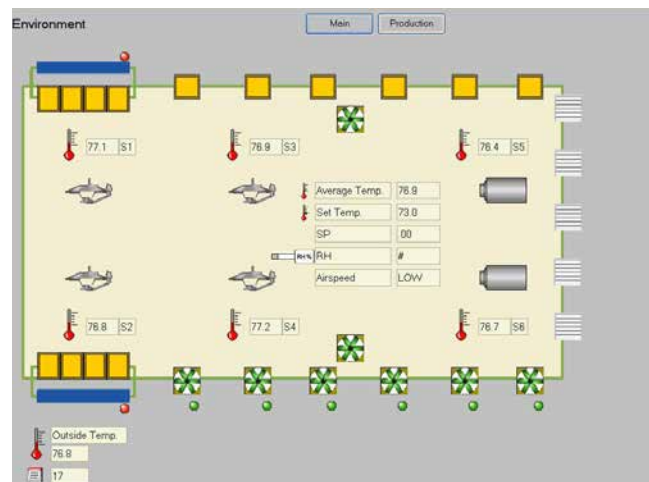 Environment
Main
Production
77.1 S1
76.9 S3
76.4 S5
Average Temp. 76.9
Set Temp. 73.0
SP 00
RH% RH #
Airspeed LOW
76.8 S2
77.2 S4
76.7 S6
Outside Temp.
76.8
17